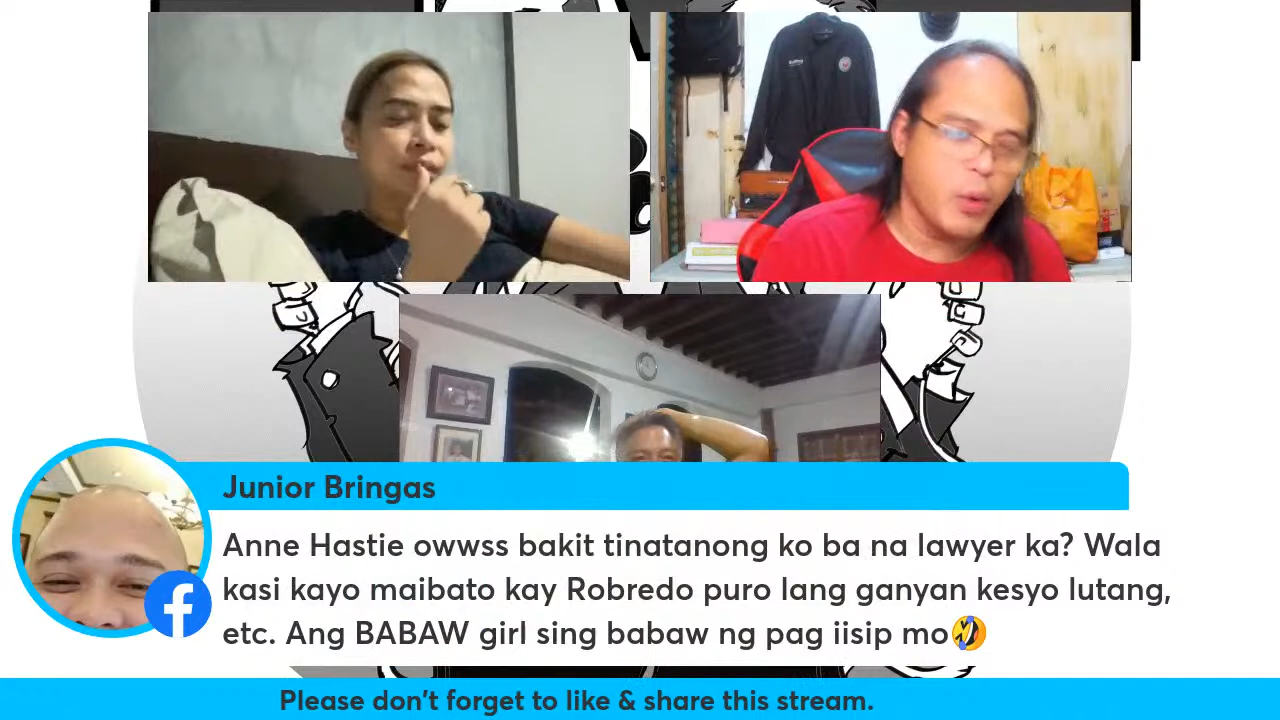 Junior Bringas
Anne Hastie owwss bakit tinatanong ko ba na lawyer ka? Wala
kasi kayo maibato kay Robredo puro lang ganyan kesyo lutang,
etc. Ang BABAW girl sing babaw ng pag iisip mo🤣
Please don't forget to like & share this stream.